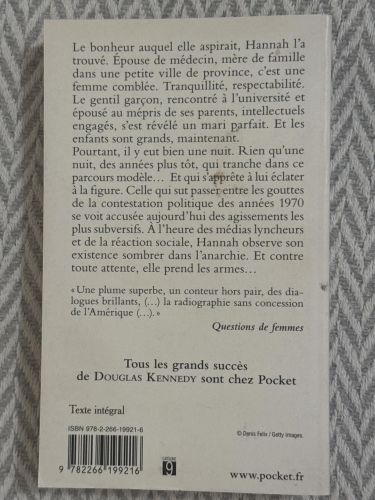 Le bonheur auquel elle aspirait, Hannah l'a
trouvé. Épouse de médecin, mère de famille
dans une petite ville de province, c'est une
femme comblée. Tranquillité, respectabilité.
Le gentil garçon, rencontré à l'université et
épousé au mépris de ses parents, intellectuels
engagés, s'est révélé un mari parfait. Et les
enfants sont grands, maintenant.
Pourtant, il y eut bien une nuit. Rien qu'une
nuit, des années plus tôt, qui tranche dans ce
parcours modèle... Et qui s'apprête à lui éclater
à la figure. Celle qui sut passer entre les gouttes
de la contestation politique des années 1970
se voit accusée aujourd'hui des agissements les
plus subversifs. À l'heure des médias lyncheurs
et de la réaction sociale, Hannah observe son
existence sombrer dans l'anarchie. Et contre
toute attente, elle prend les armes...
« Une plume superbe, un conteur hors pair, des dia-
logues brillants, (...) la radiographie sans concession
de l'Amérique (...). »
Questions de femmes
Tous les grands succès
de DOUGLAS KENNEDY sont chez Pocket
Texte intégral
ISBN 978-2-266-19921-6
© Denis Felix / Getty Images.
CATÉGORIE
9
9 782266 199216
www.pocket.fr